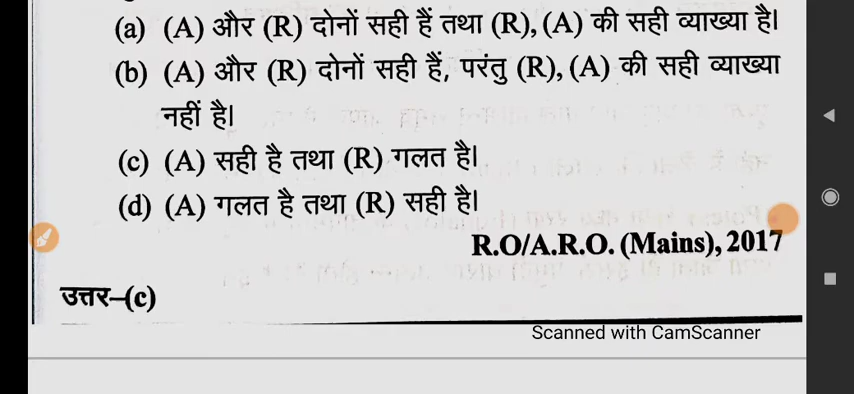 (a) (A) और (R) दोनों सही हैं तथा (R), (A) की सही व्याख्या है।
(b) (A) और (R) दोनों सही हैं, परंतु (R), (A) की सही व्याख्या
नहीं है।
(c) (A) सही है तथा (R) गलत है।
(d) (A) गलत है तथा (R) सही है।
R.O/A.R.O. (Mains), 2017
उत्तर–(c)
Scanned with CamScanner